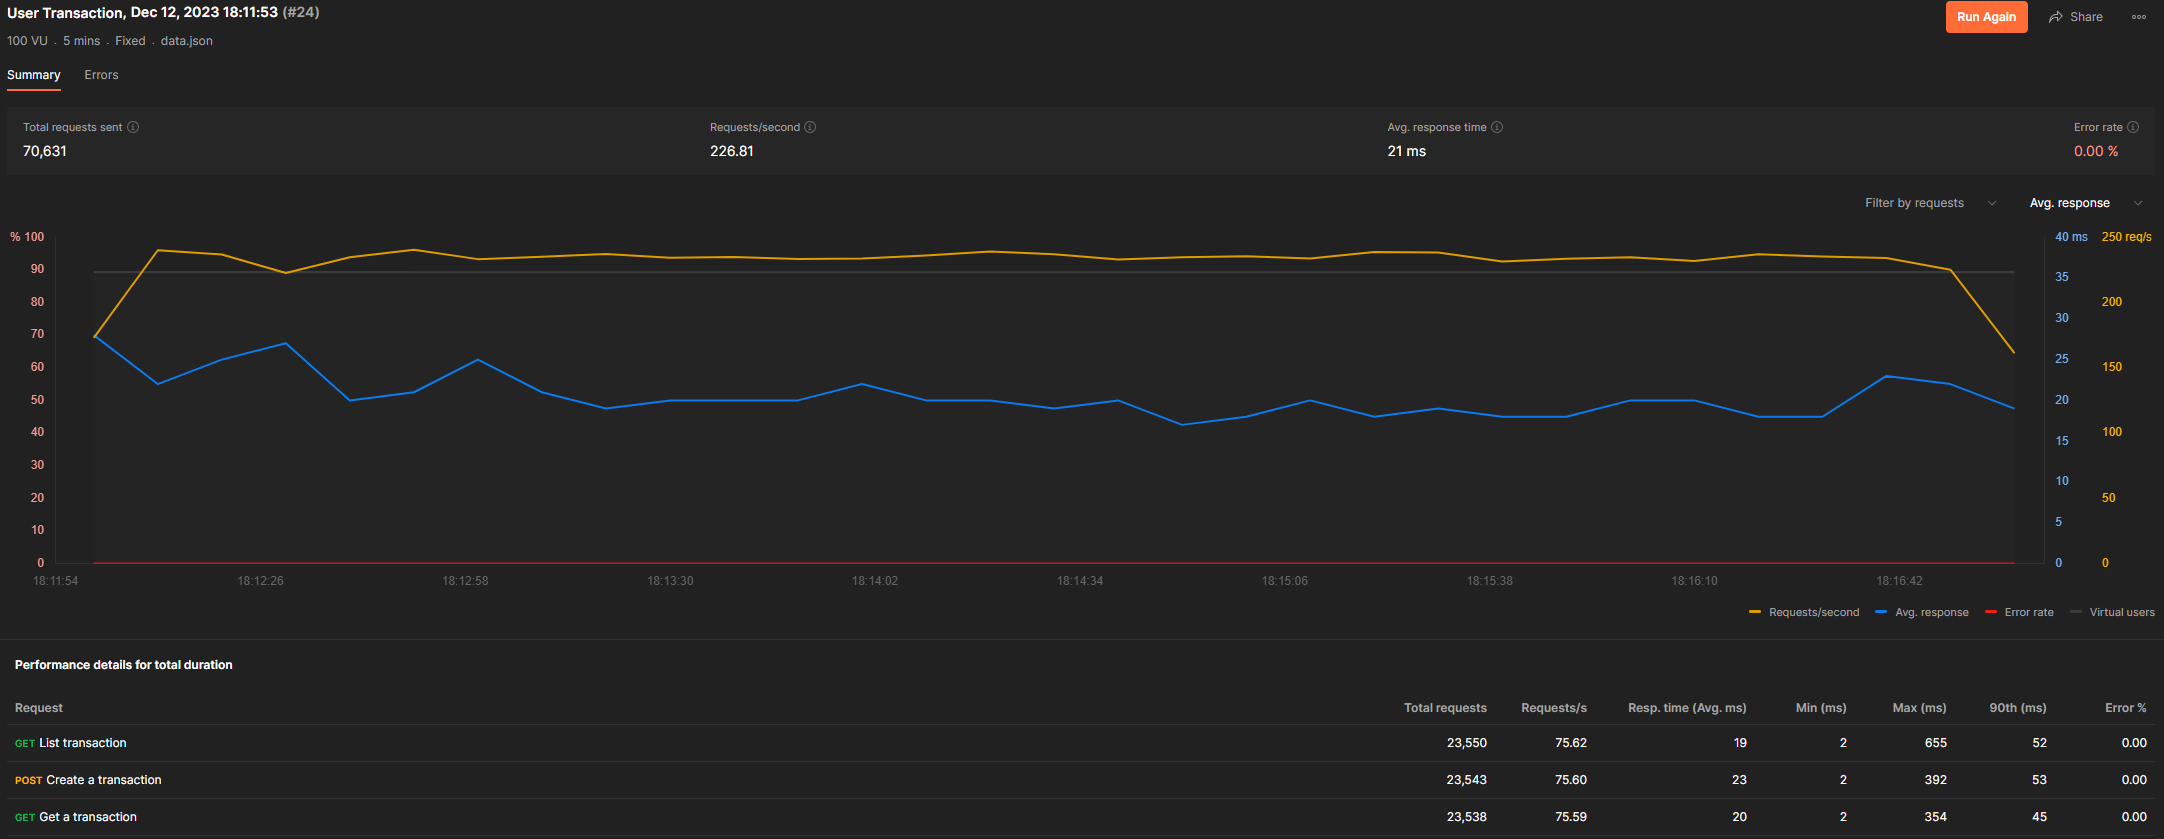 User Transaction, Dec 12, 2023 18:11:53 (#24)
Run Again
Share
100 VU . 5 mins . Fixed . data.json
Summary Errors
Total requests sent Requests/second Avg. response time Error rate
70,631 226.81 21 ms 0.00 %
Filter by requests Avg. response
% 100 40 ms 250 req/s
90 35
80 200
70 30
60 25 150
50 20
40 15 100
30
20 10 50
10 5
0 0 0
18:11:54 18:12:26 18:12:58 18:13:30 18:14:02 18:14:34 18:15:06 18:15:38 18:16:10 18:16:42
Requests/second Avg. response Error rate Virtual users
Performance details for total duration
Request Total requests Requests/s Resp. time (Avg. ms) Min (ms) Max (ms) 90th (ms) Error %
GET List transaction 23,550 75.62 19 2 655 52 0.00
POST Create a transaction 23,543 75.60 23 2 392 53 0.00
GET Get a transaction 23,538 75.59 20 2 354 45 0.00